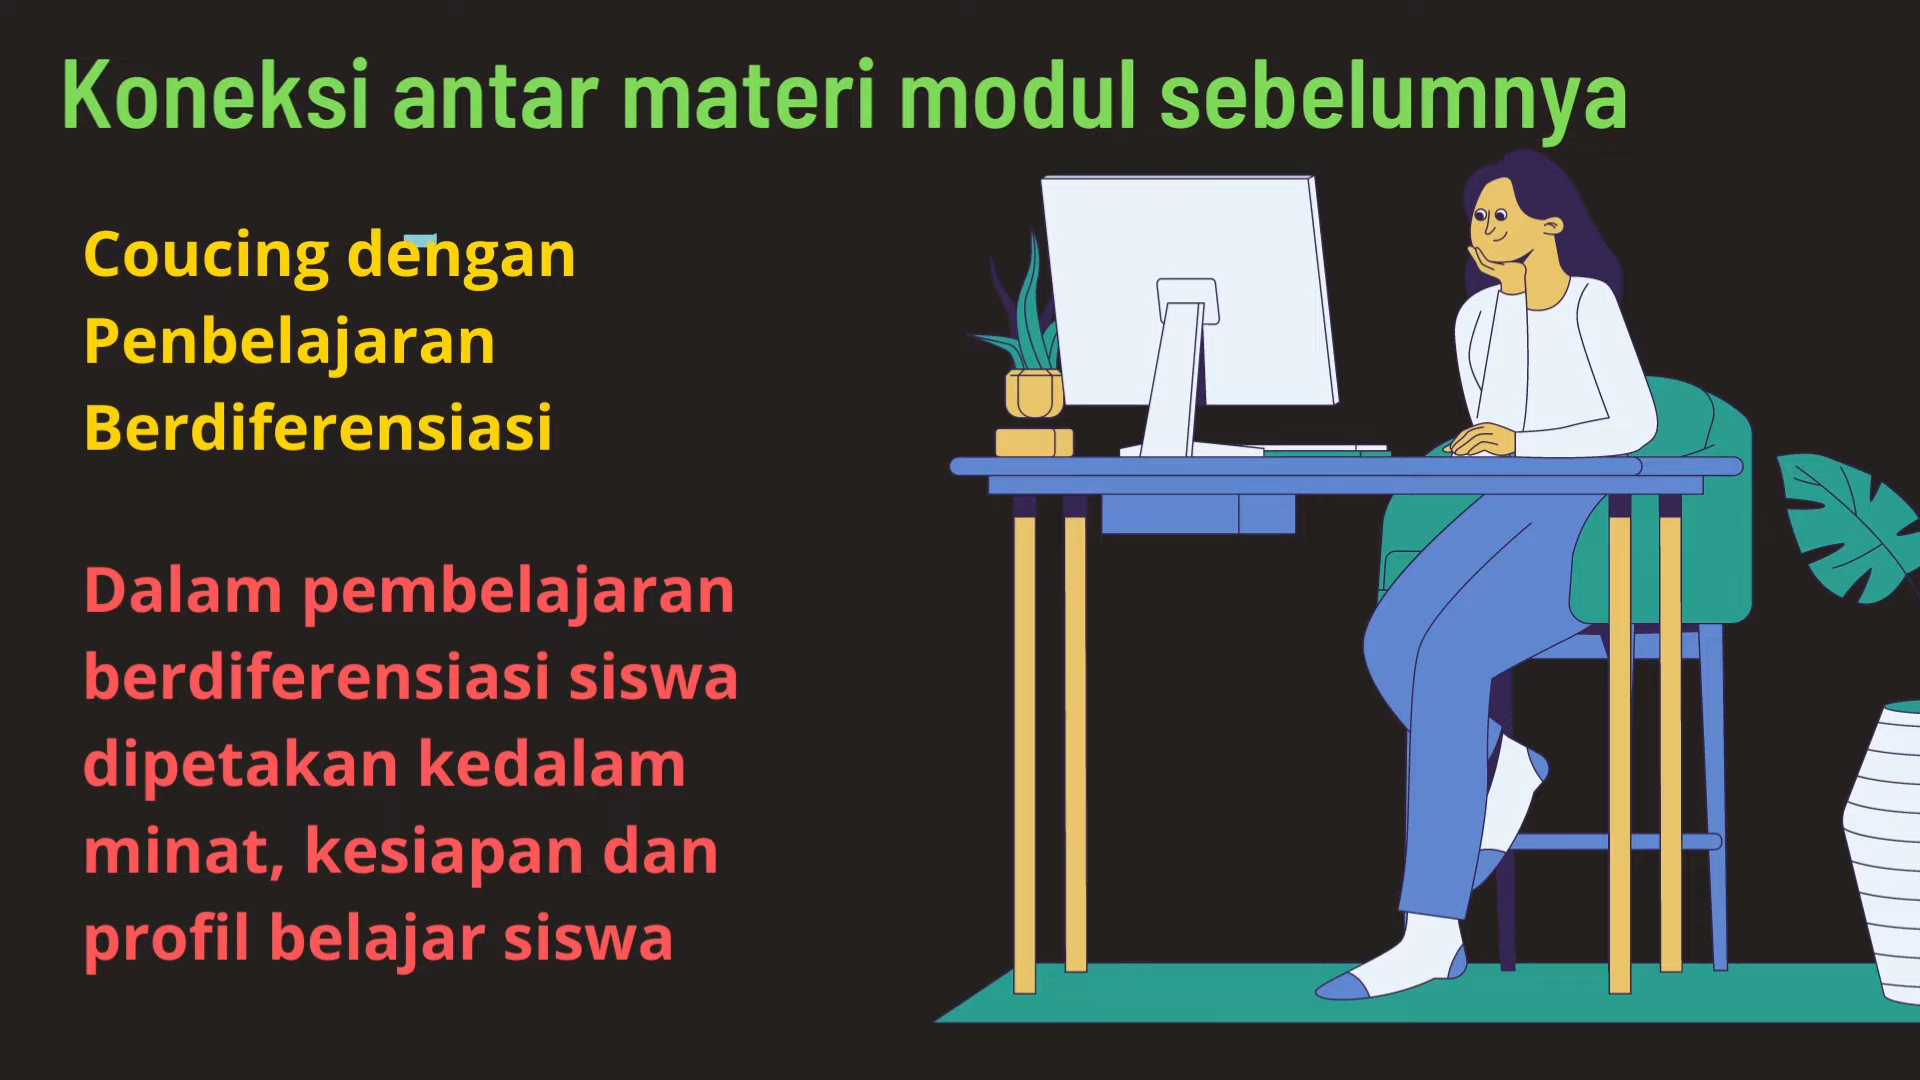 Koneksi antar materi modul sebelumnya
Coucing dengan
Penbelajaran
Berdiferensiasi
Dalam pembelajaran
berdiferensiasi siswa
dipetakan kedalam
minat, kesiapan dan
profil belajar siswa